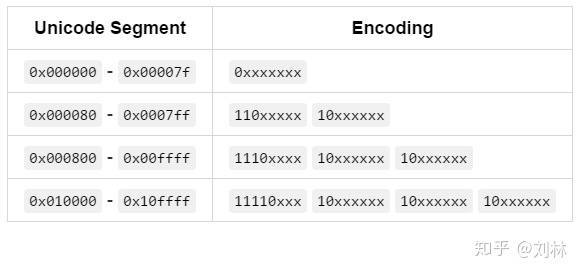 Unicode Segment Encoding
0x000000 - 0x00007f 0xxxxxxx
0x000080 - 0x0007ff 110xxxxx 10xxxxxx
0x000800 - 0x00ffff 1110xxxx 10xxxxxx 10xxxxxx
0x010000 - 0x10ffff 11110xxx 10xxxxxx 10xxxxxx 10xxxxxx
知乎 @刘林